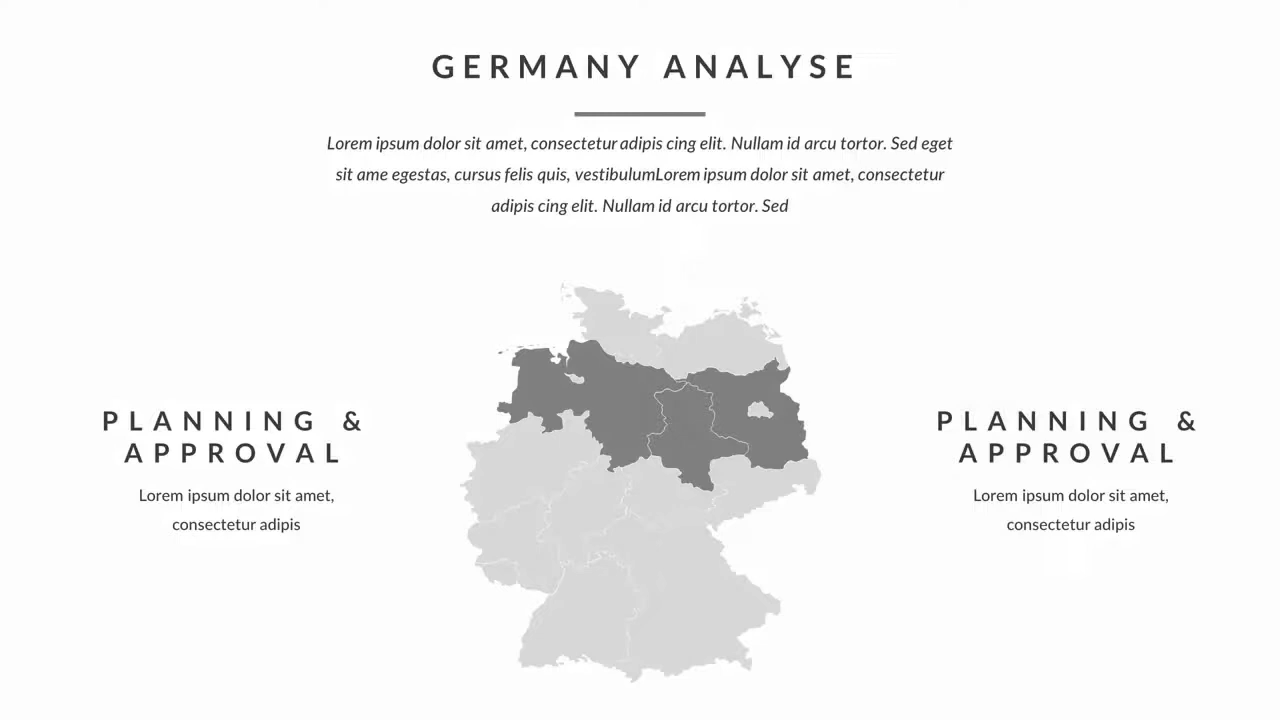 GERMANY ANALYSE
Lorem ipsum dolor sit amet, consectetur adipis cing elit. Nullam id arcu tortor. Sed eget
sit ame egestas, cursus felis quis, vestibulumLorem ipsum dolor sit amet, consectetur
adipis cing elit. Nullam id arcu tortor. Sed
PLANNING &
APPROVAL
Lorem ipsum dolor sit amet,
consectetur adipis
PLANNING &
APPROVAL
Lorem ipsum dolor sit amet,
consectetur adipis